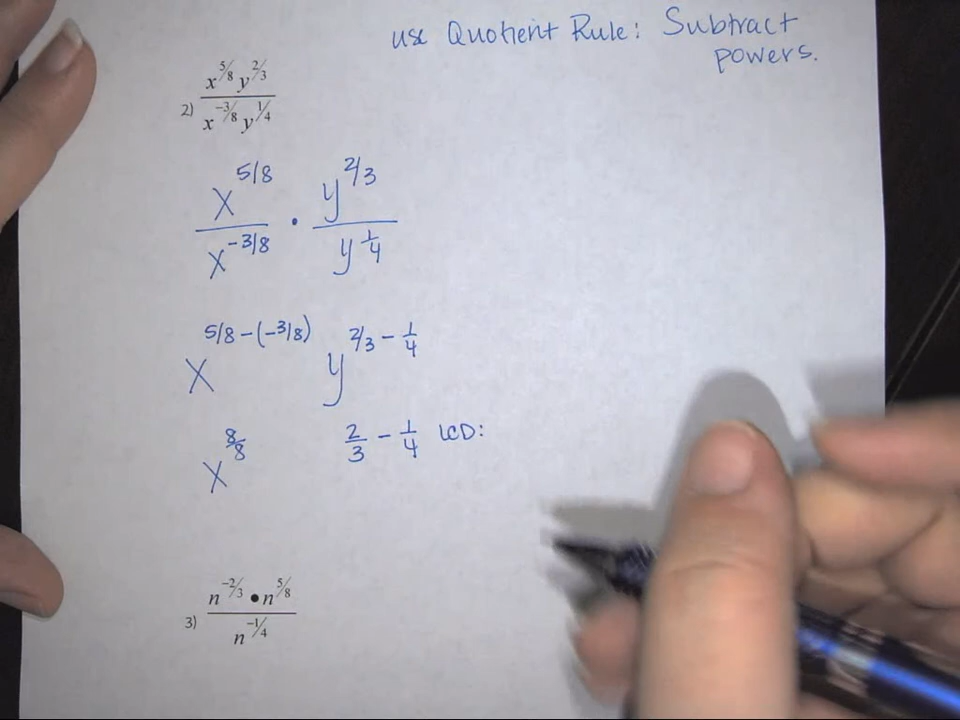 use Quotient Rule: Subtract
powers.
2) x^5/8 y^2/3
x^-3/8 y^1/4
x^5/8 · y^2/3
x^-3/8 y^1/4
x^5/8-(-3/8) y^2/3-1/4
x^8/8 2/3 - 1/4 LCD:
3) n^-2/3 • n^5/8
n^-1/4